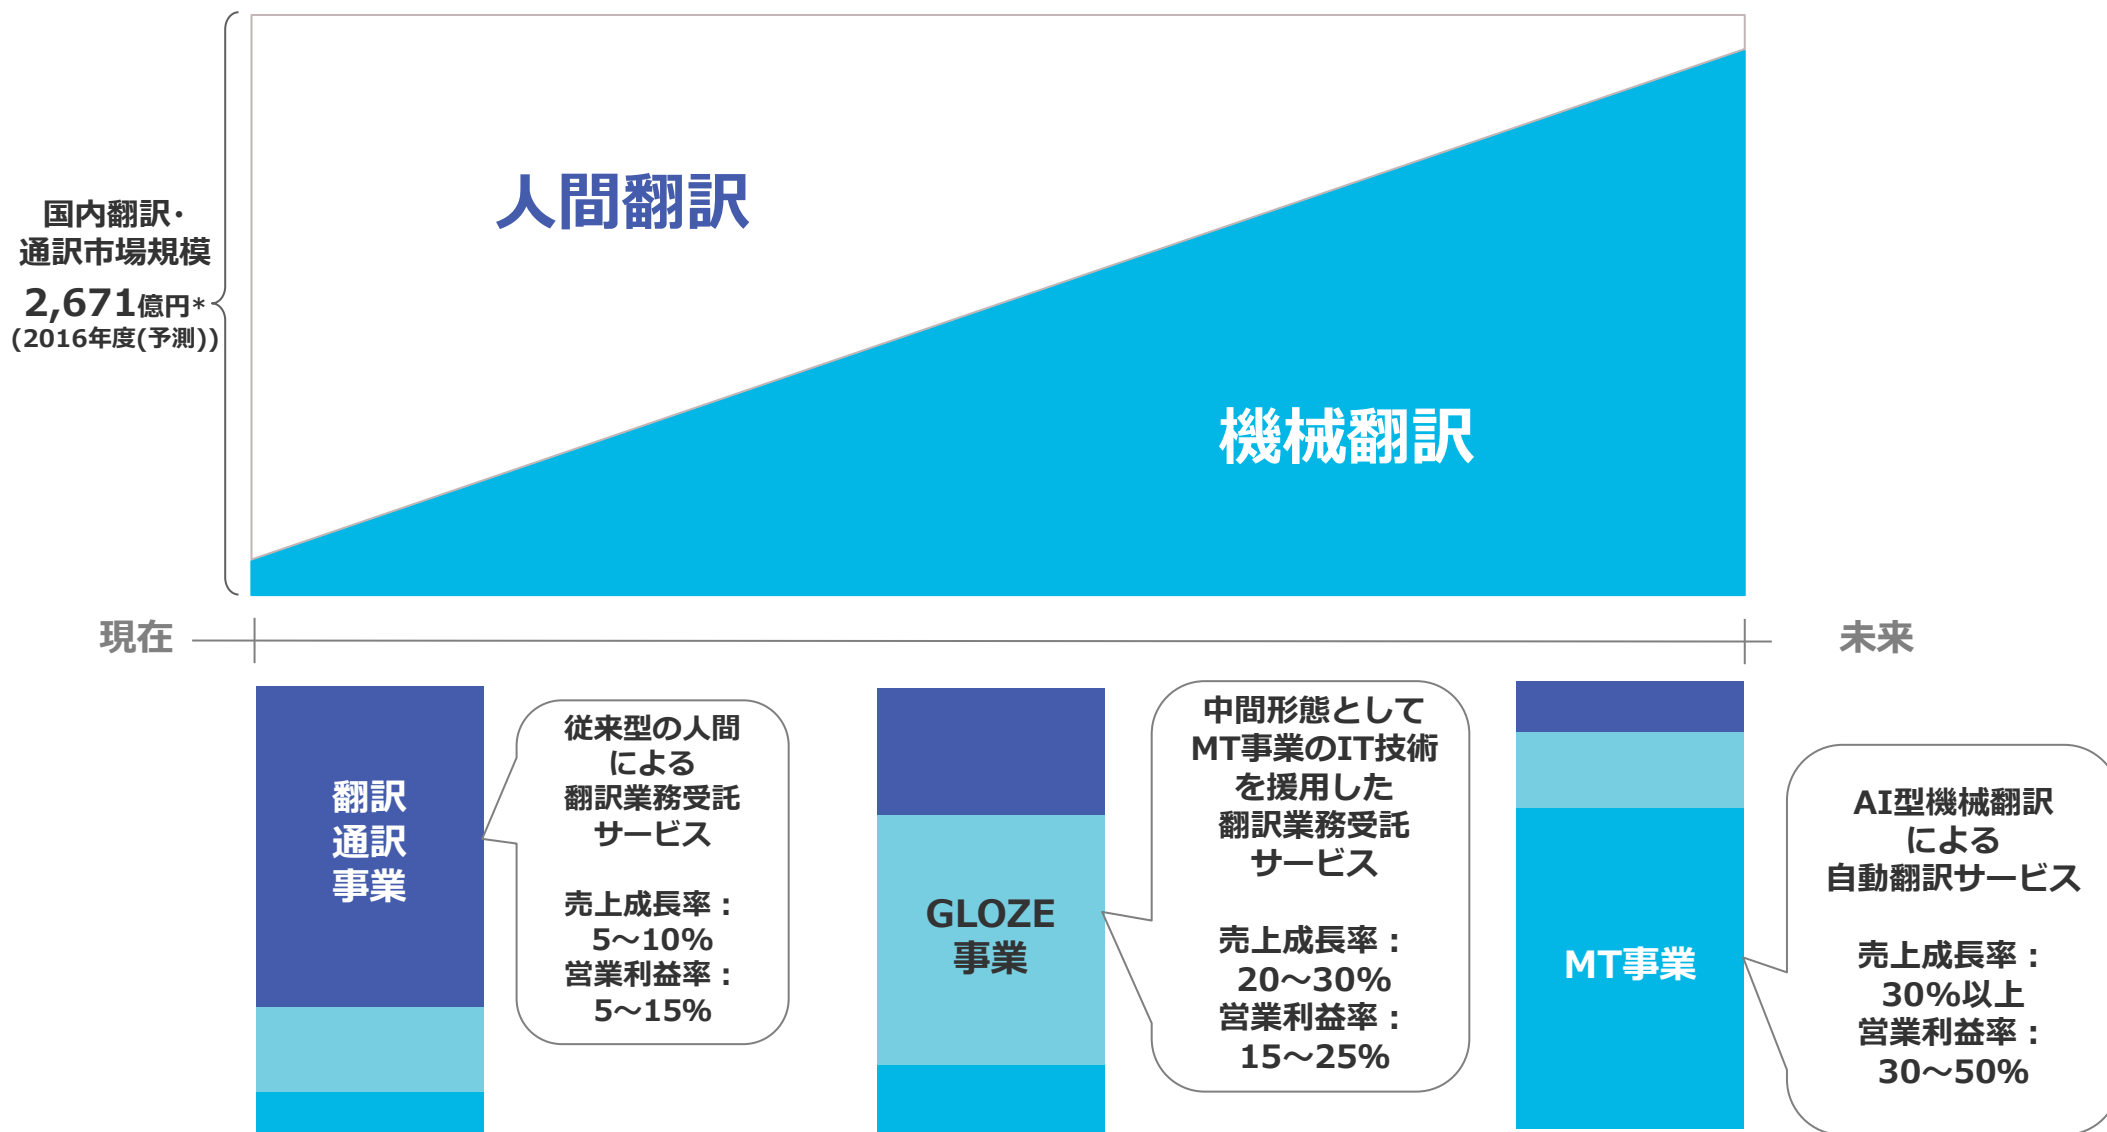 人間翻訳
国内翻訳・
通訳市場規模
2,671億円*
(2016年度(予測))
機械翻訳
現在
未来
翻訳
通訳
事業
従来型の人間
による
翻訳業務受託
サービス
売上成長率：
5～10%
営業利益率：
5～15%
GLOZE
事業
中間形態として
MT事業のIT技術
を援用した
翻訳業務受託
サービス
売上成長率：
20～30%
営業利益率：
15～25%
MT事業
AI型機械翻訳
による
自動翻訳サービス
売上成長率：
30%以上
営業利益率：
30～50%